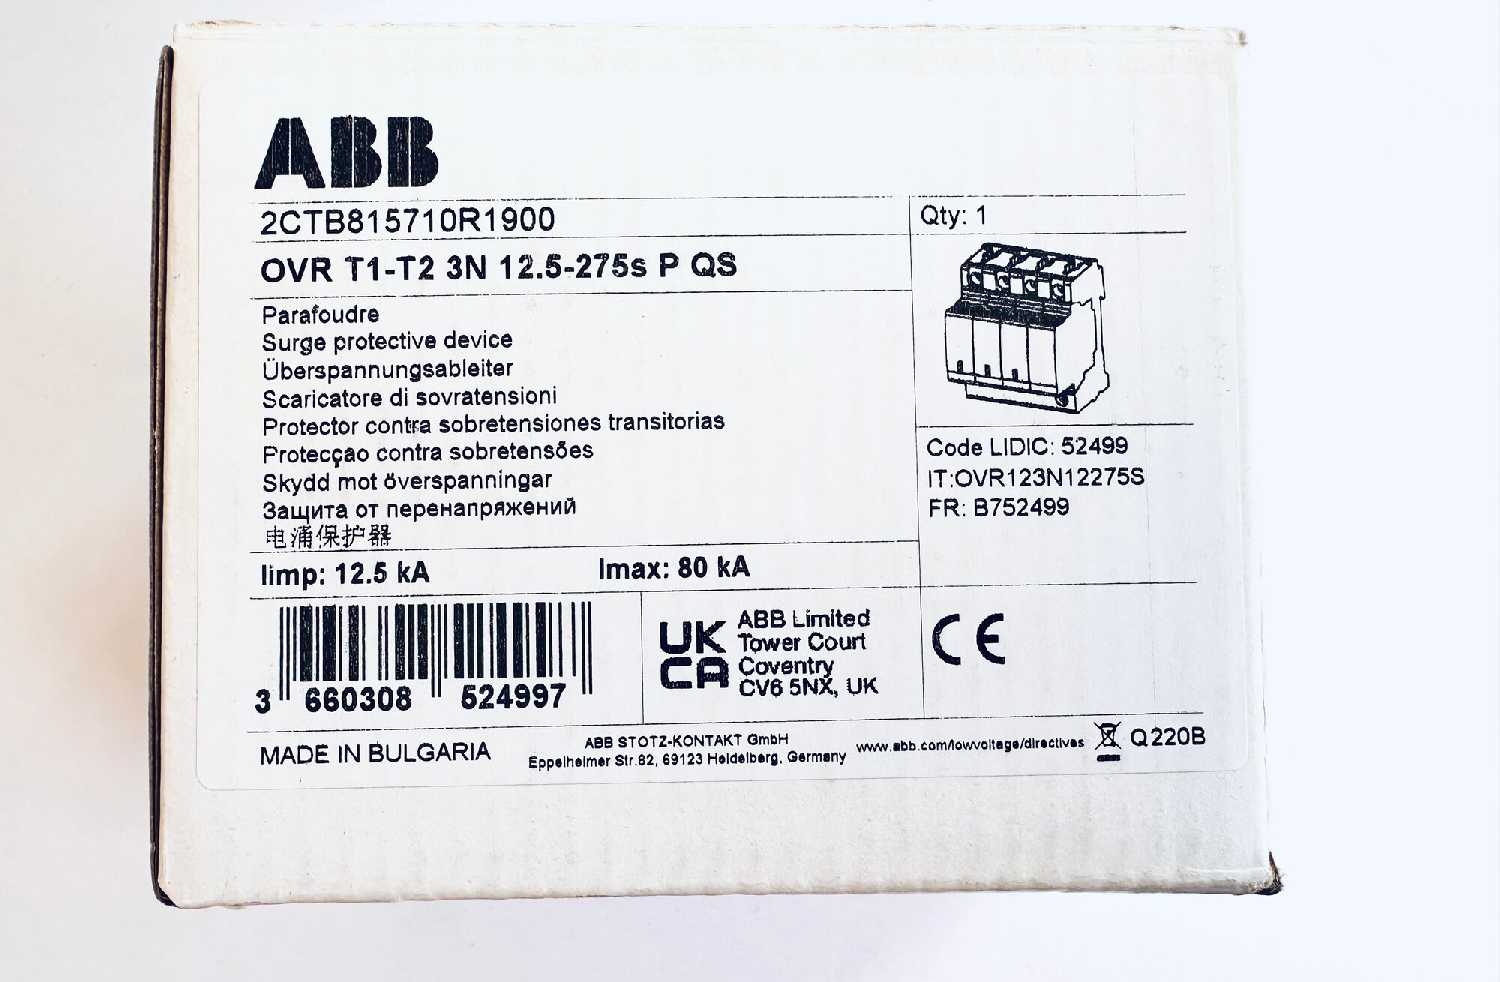 ABB
2CTB815710R1900
Qty: 1
OVR T1-T2 3N 12.5-275s P QS
Parafoudre
Surge protective device
Überspannungsableiter
Scaricatore di sovratensioni
Protector contra sobretensiones transitorias
Protecçao contra sobretensões
Skydd mot överspänningar
Защита от перенапряжений
电涌保护器
Code LIDIC: 52499
IT:OVR123N12275S
FR: B752499
Iimp: 12.5 kA
Imax: 80 kA
3 660308 524997
UK
CA
ABB Limited
Tower Court
Coventry
CV6 5NX, UK
CE
MADE IN BULGARIA
ABB STOTZ-KONTAKT GmbH
Eppelheimer Str.82, 69123 Heidelberg, Germany
www.abb.com/lowvoltage/directives
Q220B